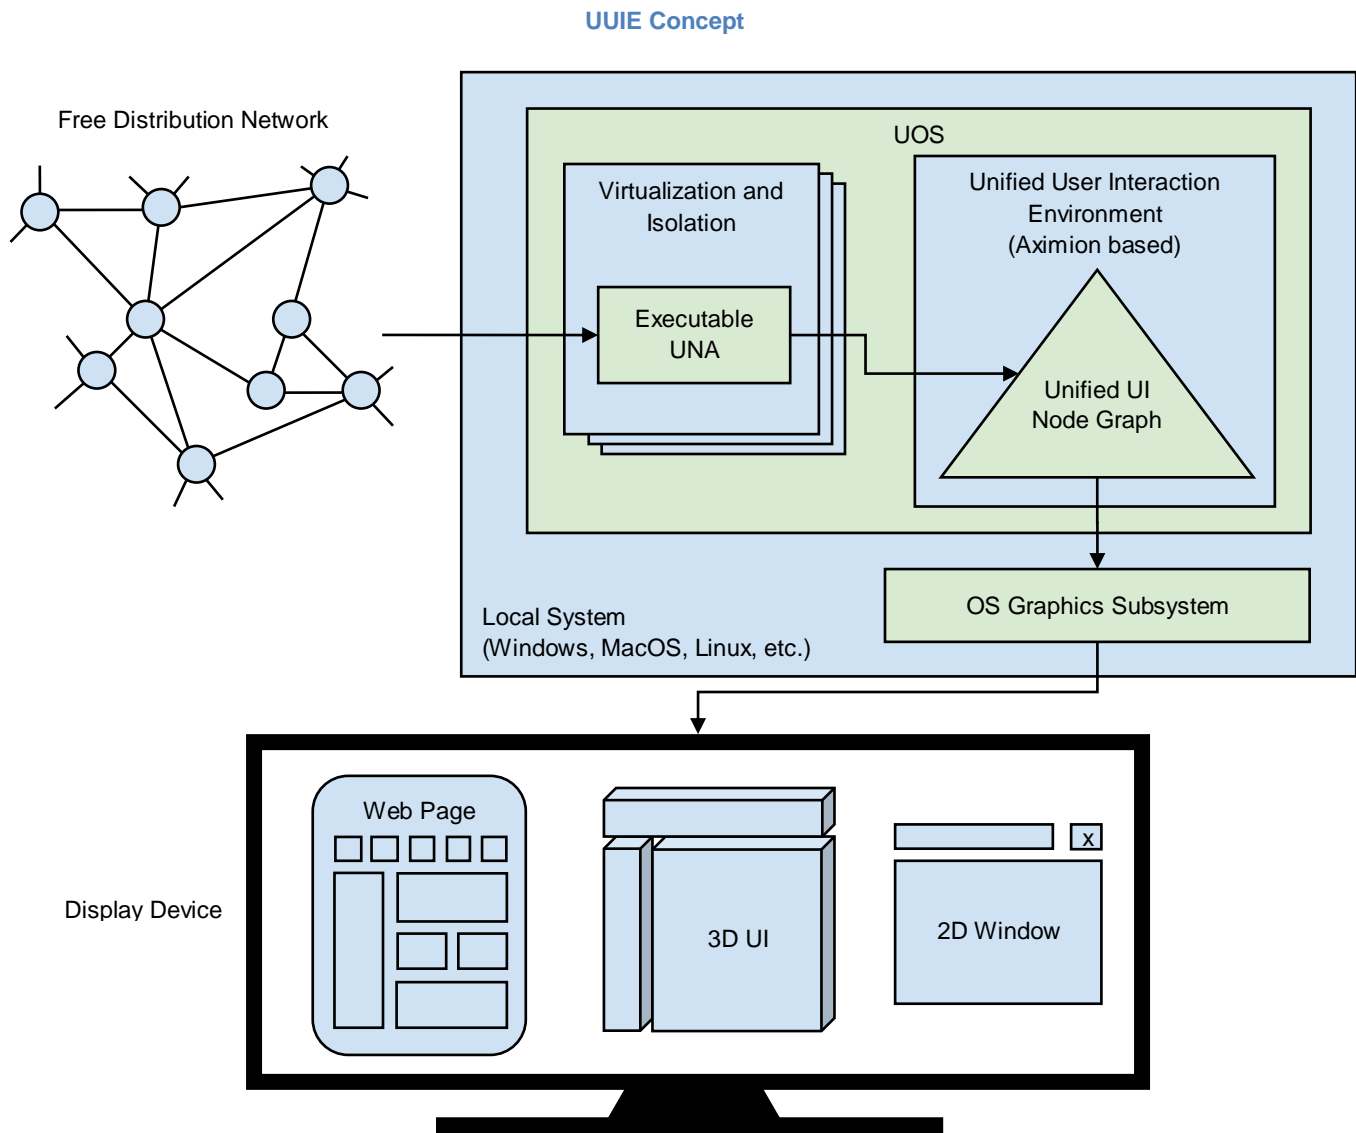 UUIE Concept
Free Distribution Network
UOS
Virtualization and
Isolation
Executable
UNA
Unified User Interaction
Environment
(Aximion based)
Unified UI
Node Graph
OS Graphics Subsystem
Local System
(Windows, MacOS, Linux, etc.)
Display Device
Web Page
3D UI
x
2D Window